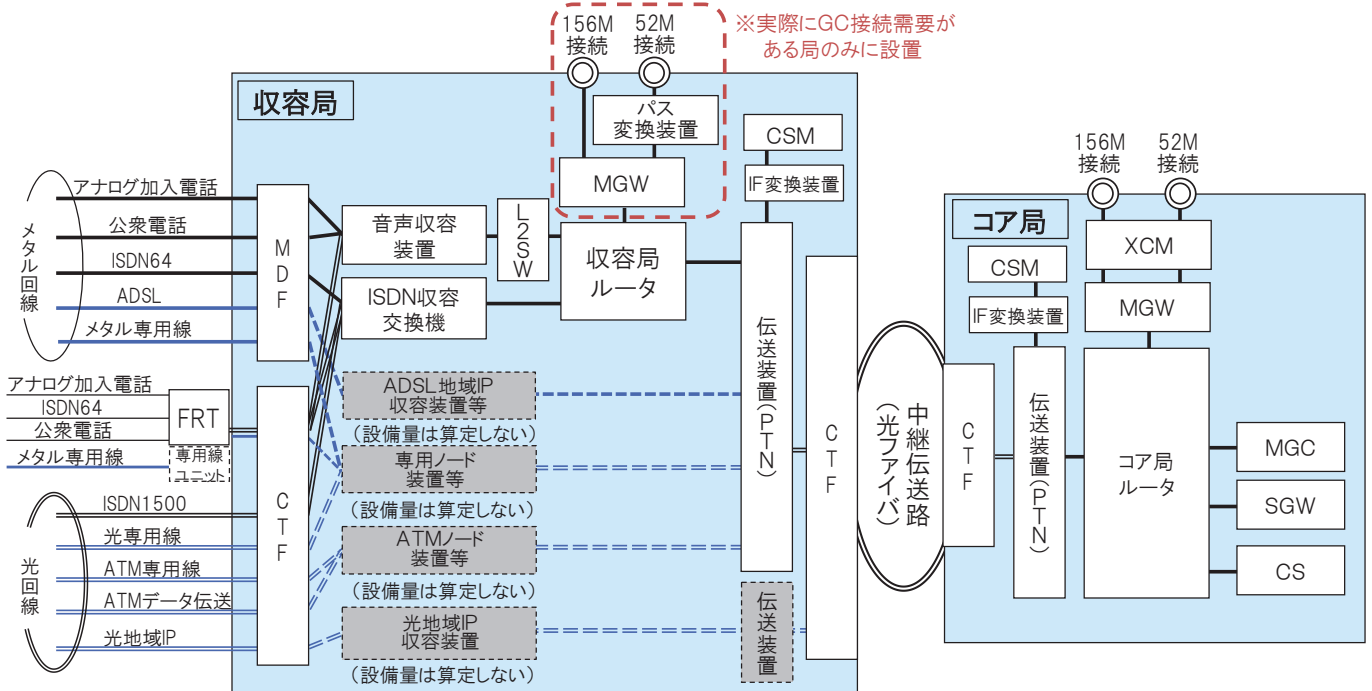 156M
接続
52M
接続
※実際にGC接続需要が
ある局のみに設置
収容局
パス
変換装置
MGW
CSM
IF変換装置
メタル回線
アナログ加入電話
公衆電話
ISDN64
ADSL
メタル専用線
MDF
音声収容
装置
L2SW
収容局
ルータ
ISDN収容
交換機
アナログ加入電話
ISDN64
公衆電話
メタル専用線
FRT
専用線
ユニット
光回線
ISDN1500
光専用線
ATM専用線
ATMデータ伝送
光地域IP
CTF
ADSL地域IP
収容装置等
(設備量は算定しない)
専用ノード
装置等
(設備量は算定しない)
ATMノード
装置等
(設備量は算定しない)
光地域IP
収容装置
(設備量は算定しない)
伝送装置(PTN)
伝送装置
CTF
中継伝送路
(光ファイバ)
156M
接続
52M
接続
コア局
XCM
CSM
IF変換装置
MGW
CTF
伝送装置(PTN)
コア局
ルータ
MGC
SGW
CS